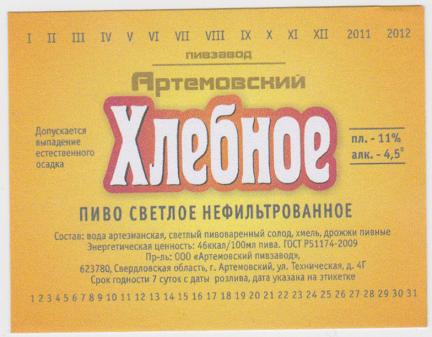 I II III IV V VI VII VIII IX X XI XII 2011 2012
пивзавод
Артемовский
Хлебное
Допускается
выпадение
естественного
осадка
пл. - 11%
алк. - 4,5°
ПИВО СВЕТЛОЕ НЕФИЛЬТРОВАННОЕ
Состав: вода артезианская, светлый пивоваренный солод, хмель, дрожжи пивные
Энергетическая ценность: 46ккал/100мл пива. ГОСТ Р51174-2009
Пр-ль: ООО «Артемовский пивзавод»,
623780, Свердловская область, г. Артемовский, ул. Техническая, д. 4Г
Срок годности 7 суток с даты розлива, дата указана на этикетке
1 2 3 4 5 6 7 8 9 10 11 12 13 14 15 16 17 18 19 20 21 22 23 24 25 26 27 28 29 30 31